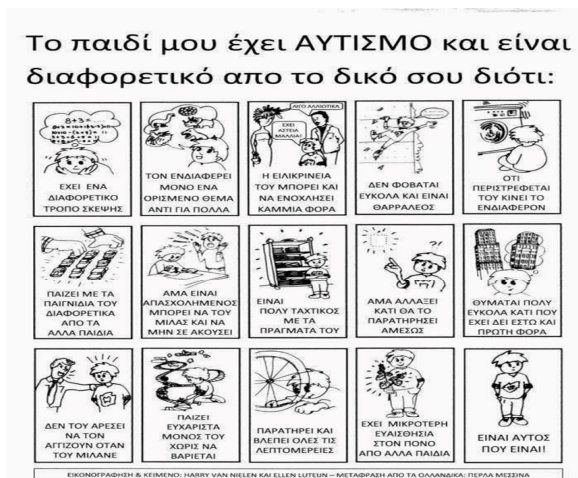 Το παιδί μου έχει ΑΥΤΙΣΜΟ και είναι
διαφορετικό απο το δικό σου διότι:
8+3=
ΕΧΕΙ ΕΝΑ
ΔΙΑΦΟΡΕΤΙΚΟ
ΤΡΟΠΟ ΣΚΕΨΗΣ
ΤΟΝ ΕΝΔΙΑΦΕΡΕΙ
ΜΟΝΟ ΕΝΑ
ΟΡΙΣΜΕΝΟ ΘΕΜΑ
ΑΝΤΙ ΓΙΑ ΠΟΛΛΑ
ΕΧΕΙ
ΑΣΤΕΙΑ
ΜΑΛΛΙΑ!
Η ΕΙΛΙΚΡΙΝΕΙΑ
ΤΟΥ ΜΠΟΡΕΙ ΚΑΙ
ΝΑ ΕΝΟΧΛΗΣΕΙ
ΚΑΜΜΙΑ ΦΟΡΑ
ΔΕΝ ΦΟΒΑΤΑΙ
ΕΥΚΟΛΑ ΚΑΙ ΕΙΝΑΙ
ΘΑΡΡΑΛΕΟΣ
ΟΤΙ
ΠΕΡΙΣΤΡΕΦΕΤΑΙ
ΤΟΥ ΚΙΝΕΙ ΤΟ
ΕΝΔΙΑΦΕΡΟΝ
ΠΑΙΖΕΙ ΜΕ ΤΑ
ΠΑΙΓΝΙΔΙΑ ΤΟΥ
ΔΙΑΦΟΡΕΤΙΚΑ
ΑΠΟ ΤΑ
ΑΛΛΑ ΠΑΙΔΙΑ
ΑΜΑ ΕΙΝΑΙ
ΑΠΑΣΧΟΛΗΜΕΝΟΣ
ΜΠΟΡΕΙ ΝΑ ΤΟΥ
ΜΙΛΑΣ ΚΑΙ ΝΑ
ΜΗΝ ΣΕ ΑΚΟΥΣΕΙ
ΕΙΝΑΙ
ΠΟΛΥ ΤΑΧΤΙΚΟΣ
ΜΕ ΤΑ
ΠΡΑΓΜΑΤΑ ΤΟΥ
?!
ΑΜΑ ΑΛΛΑΞΕΙ
ΚΑΤΙ ΘΑ ΤΟ
ΠΑΡΑΤΗΡΗΣΕΙ
ΑΜΕΣΩΣ
ΘΥΜΑΤΑΙ ΠΟΛΥ
ΕΥΚΟΛΑ ΚΑΤΙ ΠΟΥ
ΕΧΕΙ ΔΕΙ ΕΣΤΩ ΚΑΙ
ΠΡΩΤΗ ΦΟΡΑ
ΔΕΝ ΤΟΥ ΑΡΕΣΕΙ
ΝΑ ΤΟΝ
ΑΓΓΙΖΟΥΝ ΟΤΑΝ
ΤΟΥ ΜΙΛΑΝΕ
ΠΑΙΖΕΙ
ΕΥΧΑΡΙΣΤΑ
ΜΟΝΟΣ ΤΟΥ
ΧΩΡΙΣ ΝΑ
ΒΑΡΙΕΤΑΙ
ΠΑΡΑΤΗΡΕΙ ΚΑΙ
ΒΛΕΠΕΙ ΟΛΕΣ ΤΙΣ
ΛΕΠΤΟΜΕΡΕΙΕΣ
ΕΧΕΙ ΜΙΚΡΟΤΕΡΗ
ΕΥΑΙΣΘΗΣΙΑ
ΣΤΟΝ ΠΟΝΟ
ΑΠΟ ΑΛΛΑ ΠΑΙΔΙΑ
ΕΙΝΑΙ ΑΥΤΟΣ
ΠΟΥ ΕΙΝΑΙ!
ΕΙΚΟΝΟΓΡΑΦΗΣΗ & ΚΕΙΜΕΝΟ: HARRY VAN NIELEN KAI ELLEN LUTEIJN – ΜΕΤΑΦΡΑΣΗ ΑΠΟ ΤΑ ΟΛΛΑΝΔΙΚΑ: ΠΕΡΛΑ ΜΕΣΣΙΝΑ